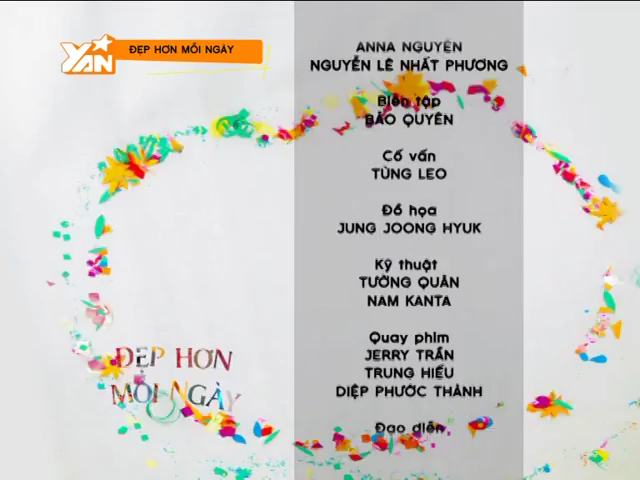 YAN
ĐẸP HƠN MỖI NGÀY
ANNA NGUYỄN
NGUYỄN LÊ NHẤT PHƯƠNG
Biên tập
BẢO QUYÊN
Cố vấn
TÙNG LEO
Đồ họa
JUNG JOONG HYUK
Kỹ thuật
TƯỜNG QUÂN
NAM KANTA
Quay phim
JERRY TRẦN
TRUNG HIẾU
DIỆP PHƯỚC THÀNH
Đạo diễn
ĐẸP HƠN
MỖI NGÀY